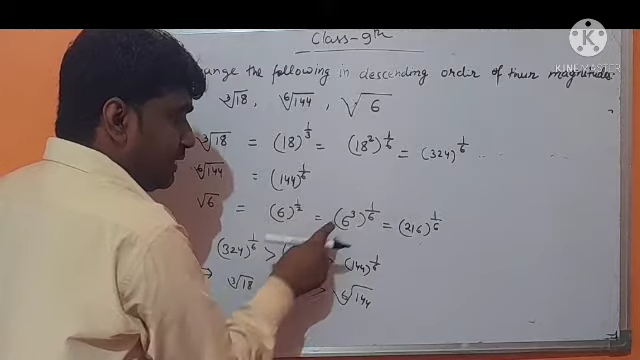 Class-9th
the following in descending order of their magnitudes.
∛18, ⁶√144, √6
∛18 = (18)^(1/3) = (18²)^(1/6) = (324)^(1/6) . . . .
⁶√144 = (144)^(1/6)
√6 = (6)^(1/2) = (6³)^(1/6) = (216)^(1/6)
(324)^(1/6) > ( (144)^(1/6)
⇒ ∛18 > ⁶√144
KINEMASTER